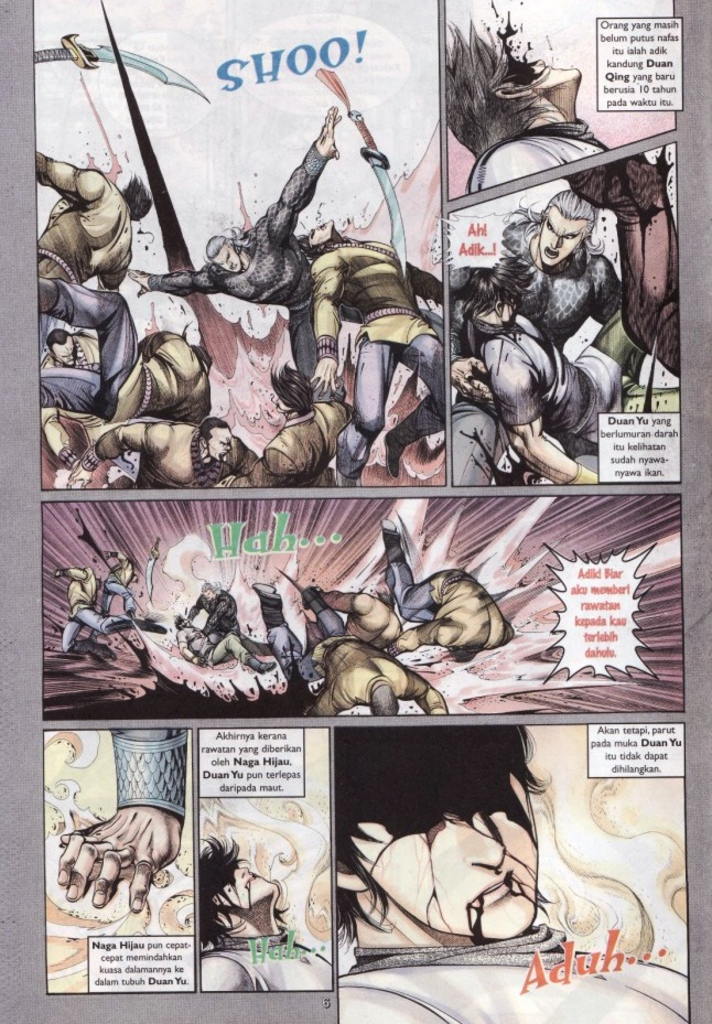 SHOO!
Orang yang masih
belum putus nafas
itu ialah adik
kandung Duan
Qing yang baru
berusia 10 tahun
pada waktu itu.
Ah!
Adik...!
Duan Yu yang
berlumuran darah
itu kelihatan
sudah nyawa-
nyawa ikan.
Hah...
Adik! Biar
aku memberi
rawatan
kepada kau
terlebih
dahulu.
Naga Hijau pun cepat-
cepat memindahkan
kuasa dalamannya ke
dalam tubuh Duan Yu.
Akhirnya kerana
rawatan yang diberikan
oleh Naga Hijau,
Duan Yu pun terlepas
daripada maut.
Hah...
Akan tetapi, parut
pada muka Duan Yu
itu tidak dapat
dihilangkan.
Aduh...
6